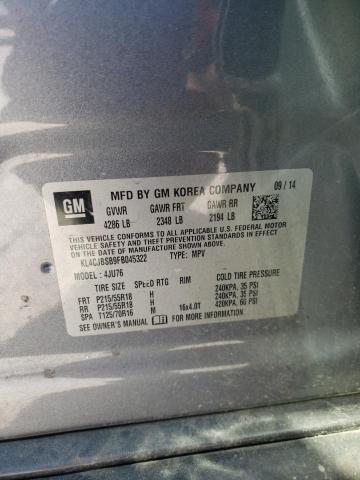 GM
MFD BY GM KOREA COMPANY 09 / 14
GVWR GAWR FRT GAWR RR
4286 LB 2348 LB 2194 LB
THIS VEHICLE CONFORMS TO ALL APPLICABLE U.S. FEDERAL MOTOR
VEHICLE SAFETY, BUMPER, AND THEFT PREVENTION STANDARDS
IN EFFECT ON THE DATE OF MANUFACTURE SHOWN ABOVE.
KL4CJBSB9FB045322 TYPE: MPV
MODEL: 4JU76
TIRE SIZE SPEED RTG RIM COLD TIRE PRESSURE
FRT P215/55R18 H 240KPA, 35 PSI
RR P215/55R18 H 240KPA, 35 PSI
SPA T125/70R16 M 16x4.0T 420KPA, 60 PSI
SEE OWNER'S MANUAL FOR MORE INFORMATION.